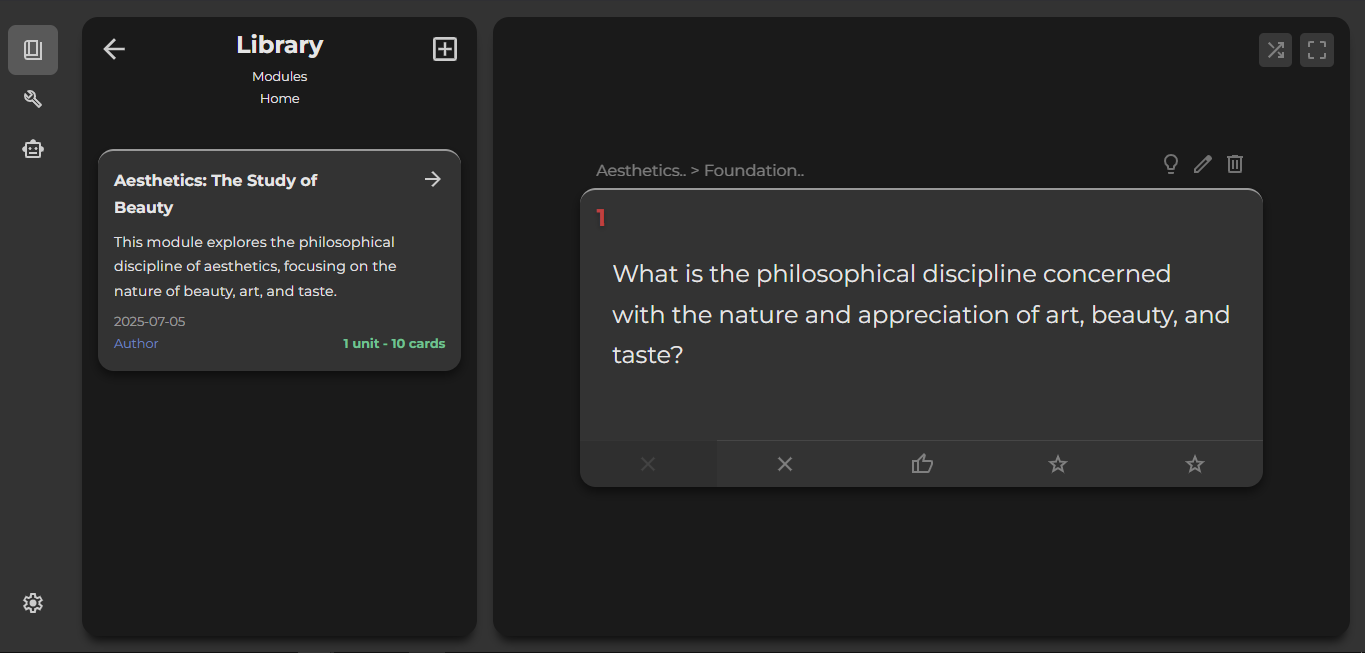 Library
Modules
Home
Aesthetics: The Study of
Beauty
This module explores the philosophical
discipline of aesthetics, focusing on the
nature of beauty, art, and taste.
2025-07-05
Author
1 unit - 10 cards
Aesthetics.. > Foundation..
1
What is the philosophical discipline concerned
with the nature and appreciation of art, beauty, and
taste?